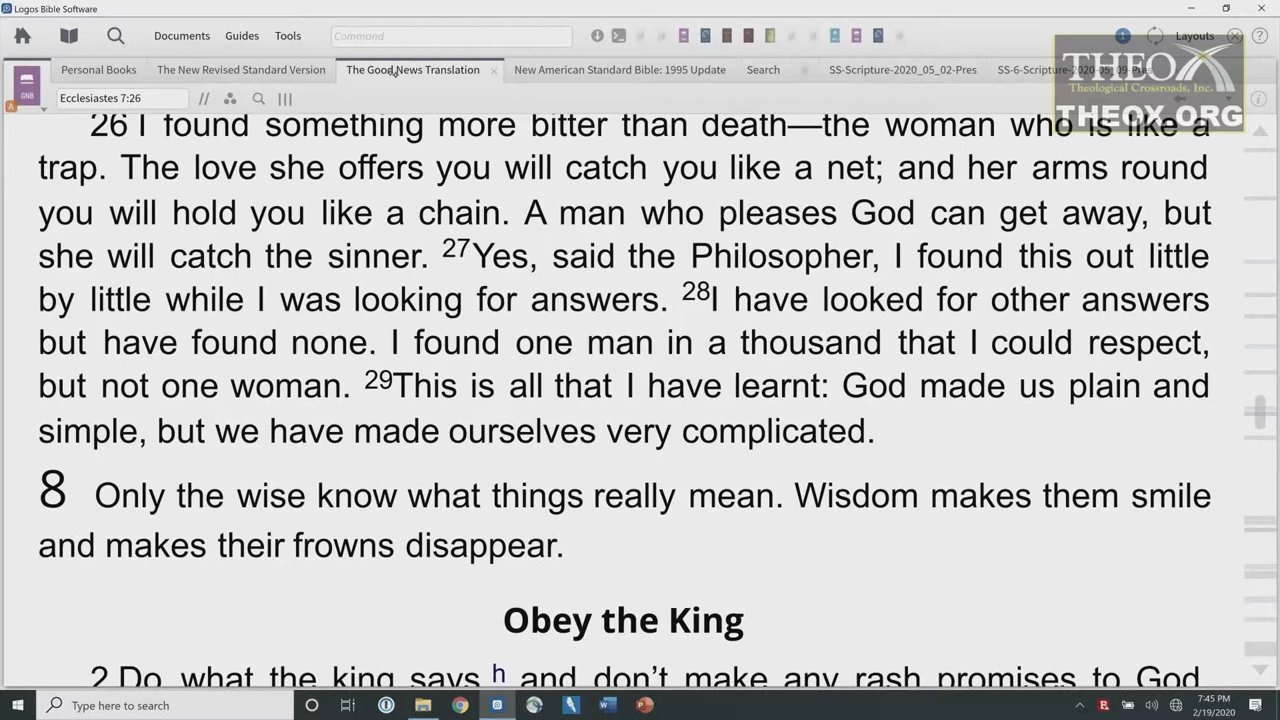 Logos Bible Software
Documents Guides Tools Command 1 Layouts
Personal Books The New Revised Standard Version The Good News Translation New American Standard Bible: 1995 Update Search SS-Scripture-2020_05_02-Pres SS-6-Scripture-2020-05_09-Pres
THEOX
Theological Crossroads, Inc.
THEOX.ORG
GNB
A
Ecclesiastes 7:26
26 I found something more bitter than death—the woman who is like a
trap. The love she offers you will catch you like a net; and her arms round
you will hold you like a chain. A man who pleases God can get away, but
she will catch the sinner. 27Yes, said the Philosopher, I found this out little
by little while I was looking for answers. 28I have looked for other answers
but have found none. I found one man in a thousand that I could respect,
but not one woman. 29This is all that I have learnt: God made us plain and
simple, but we have made ourselves very complicated.
8 Only the wise know what things really mean. Wisdom makes them smile
and makes their frowns disappear.
Obey the King
2 Do what the king says h and don't make any rash promises to God.
Type here to search
7:45 PM
2/19/2020